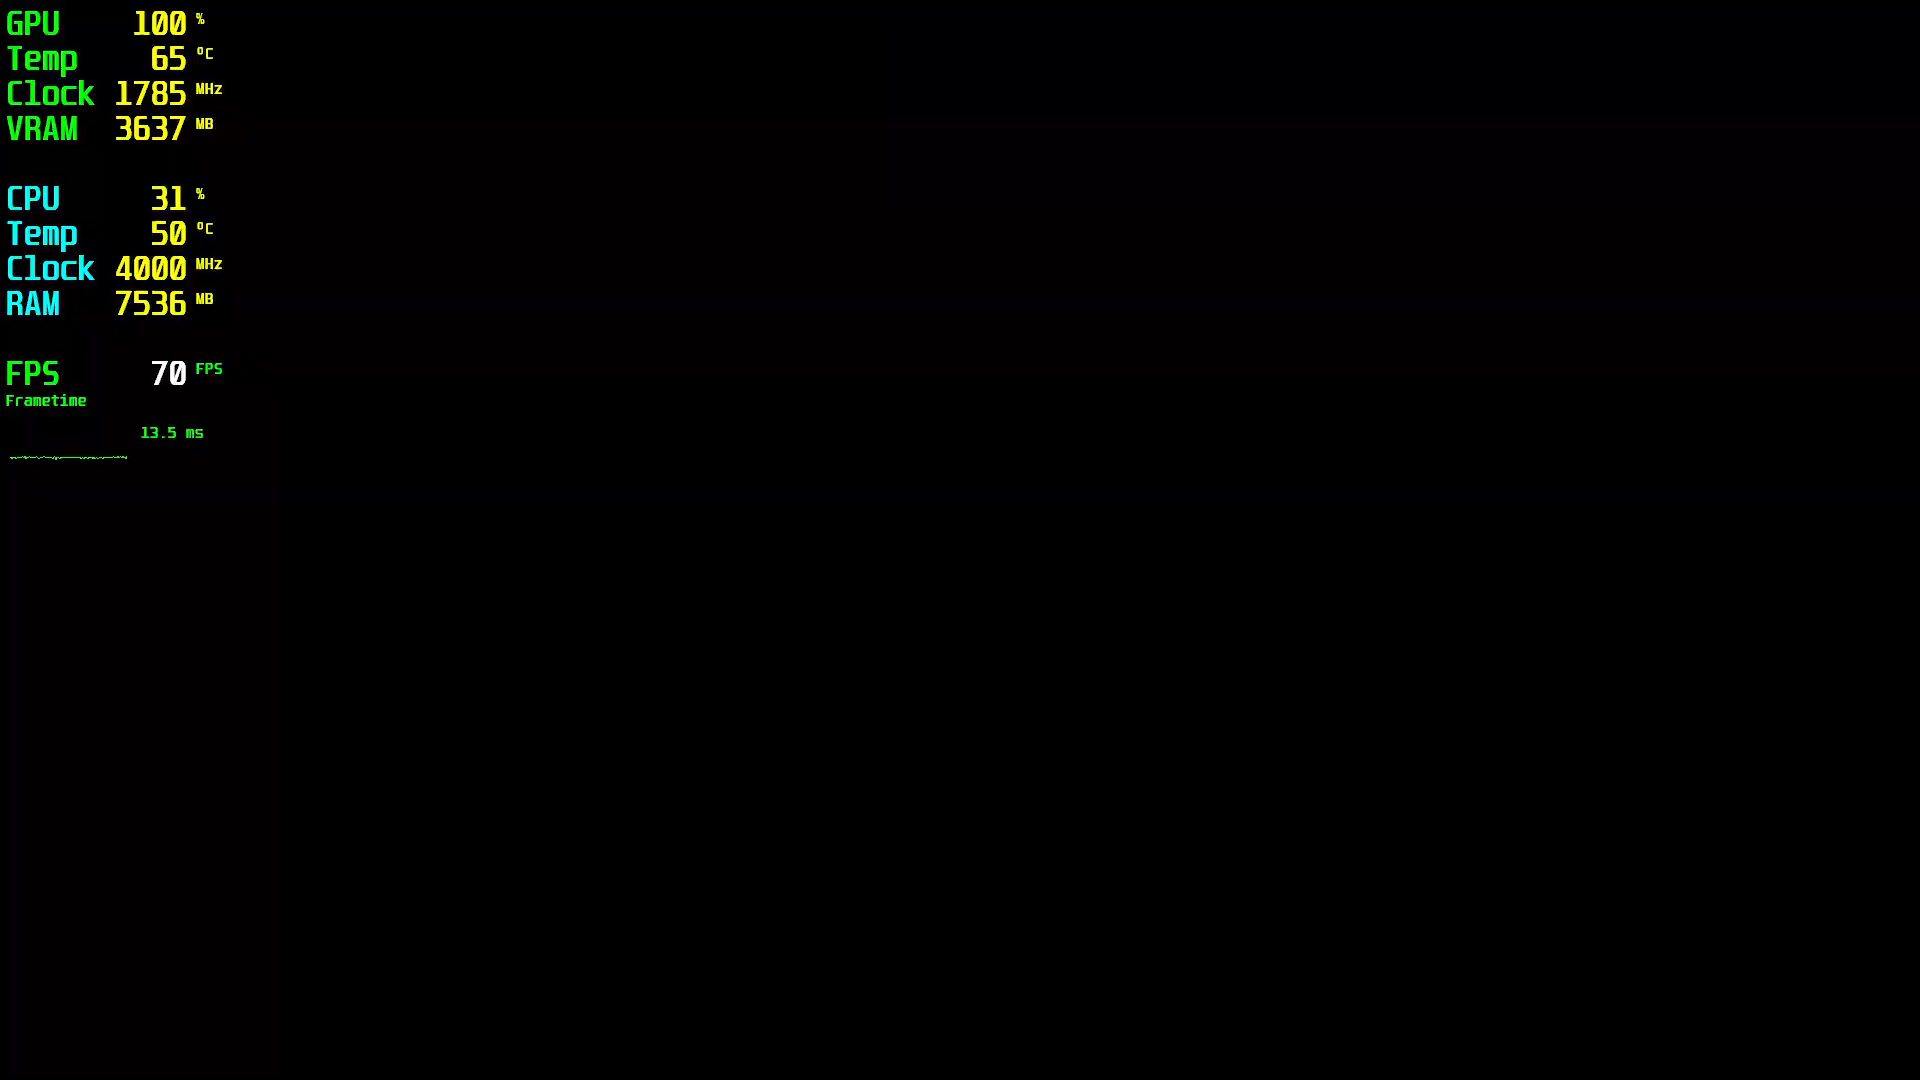 GPU 100 %
Temp 65 °C
Clock 1785 MHz
VRAM 3637 MB
CPU 31 %
Temp 50 °C
Clock 4000 MHz
RAM 7536 MB
FPS 70 FPS
Frametime
13.5 ms